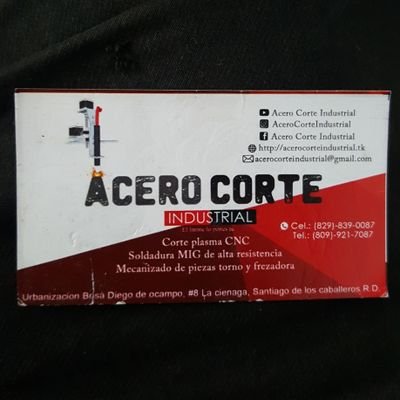 Acero Corte Industrial
AceroCorteIndustrial
Acero Corte Industrial
http://acerocorteindustrial.tk
acerocorteindustrial@gmail.com
ACERO CORTE
INDUSTRIAL
Cel.: (829)-839-0087
Tel.: (809)-921-7087
Corte plasma CNC
Soldadura MIG de alta resistencia
Mecanizado de piezas torno y frezadora
Urbanizacion Brisa Diego de ocampo, #8 La cienaga, Santiago de los caballeros R.D.